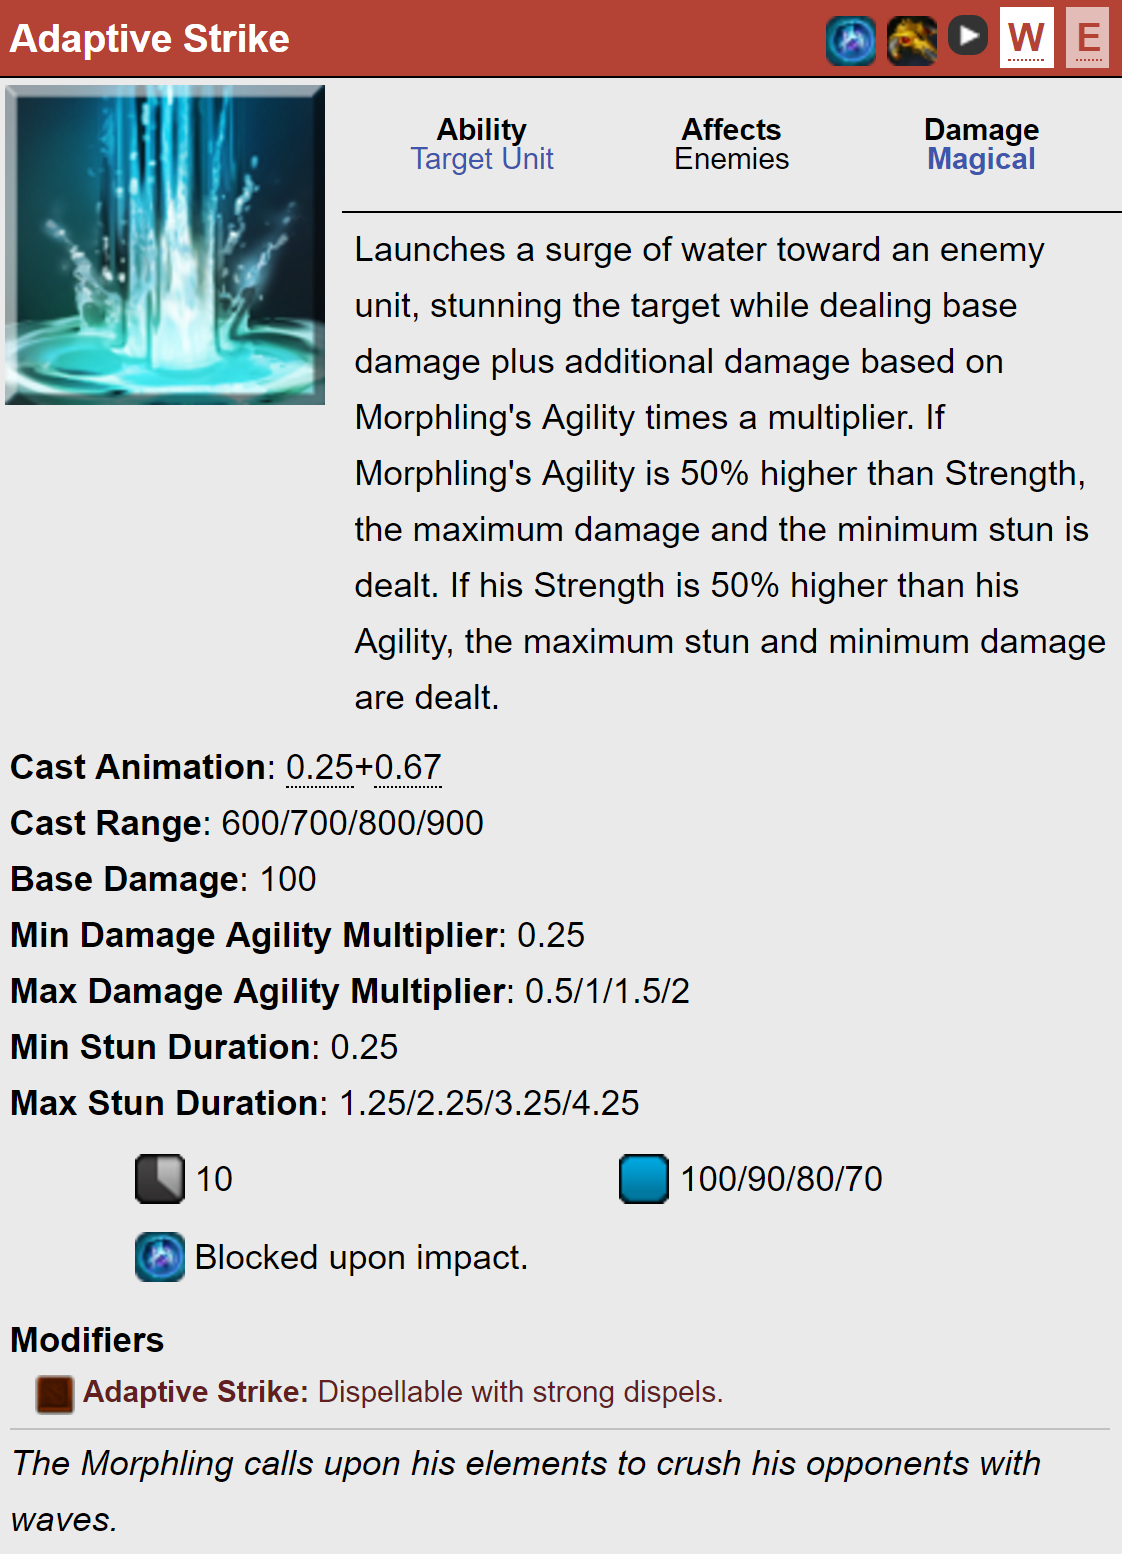 Adaptive Strike W E
Ability Affects Damage
Target Unit Enemies Magical
Launches a surge of water toward an enemy
unit, stunning the target while dealing base
damage plus additional damage based on
Morphling's Agility times a multiplier. If
Morphling's Agility is 50% higher than Strength,
the maximum damage and the minimum stun is
dealt. If his Strength is 50% higher than his
Agility, the maximum stun and minimum damage
are dealt.
Cast Animation: 0.25+0.67
Cast Range: 600/700/800/900
Base Damage: 100
Min Damage Agility Multiplier: 0.25
Max Damage Agility Multiplier: 0.5/1/1.5/2
Min Stun Duration: 0.25
Max Stun Duration: 1.25/2.25/3.25/4.25
10 100/90/80/70
Blocked upon impact.
Modifiers
Adaptive Strike: Dispellable with strong dispels.
The Morphling calls upon his elements to crush his opponents with
waves.